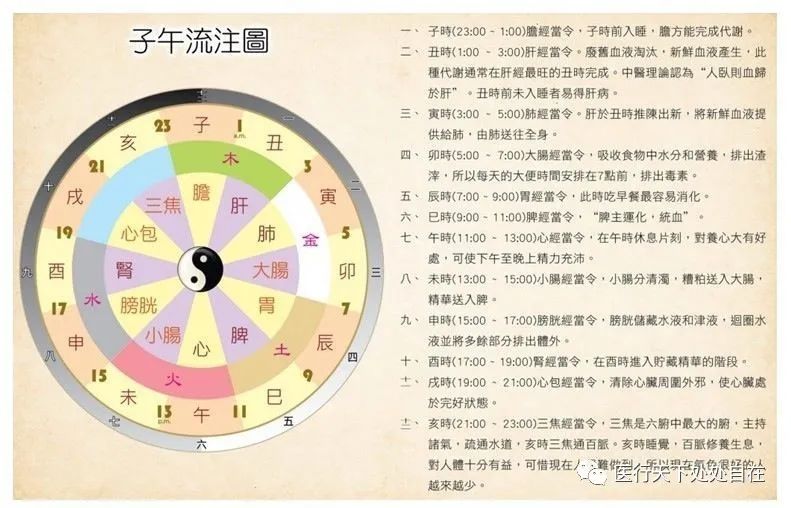 子午流注圖
一、子時(23:00 ~ 1:00)膽經當令，子時前入睡，膽方能完成代謝。
二、丑時(1:00 ~ 3:00)肝經當令。廢舊血液淘汰，新鮮血液產生，此
種代謝通常在肝經最旺的丑時完成。中醫理論認為“人臥則血歸
於肝”。丑時前未入睡者易得肝病。
三、寅時(3:00 ~ 5:00)肺經當令。肝於丑時推陳出新，將新鮮血液提
供給肺，由肺送往全身。
四、卯時(5:00 ~ 7:00)大腸經當令，吸收食物中水分和營養，排出渣
滓，所以每天的大便時間安排在7點前，排出毒素。
五、辰時(7:00 ~ 9:00)胃經當令，此時吃早餐最容易消化。
六、巳時(9:00 ~ 11:00)脾經當令，“脾主運化，統血”。
七、午時(11:00 ~ 13:00)心經當令，在午時休息片刻，對養心大有好
處，可使下午至晚上精力充沛。
八、未時(13:00 ~ 15:00)小腸經當令，小腸分清濁，糟粕送入大腸，
精華送入脾。
九、申時(15:00 ~ 17:00)膀胱經當令，膀胱儲藏水液和津液，迴圈水
液並將多餘部分排出體外。
十、酉時(17:00 ~ 19:00)腎經當令，在酉時進入貯藏精華的階段。
十一、戌時(19:00 ~ 21:00)心包經當令，清除心臟周圍外邪，使心臟處
於完好狀態。
十二、亥時(21:00 ~ 23:00)三焦經當令，三焦是六腑中最大的腑，主持
諸氣，疏通水道，亥時三焦通百脈。亥時睡覺，百脈修養生息，
對人體十分有益，可惜現在人很難做到，所以現在氣色很好的人
越來越少。
十二
十一
一
十
二
九
三
八
四
七
五
六
23
子
1
a.m.
亥
丑
木
21
3
戌
三焦
膽
肝
寅
19
心包
肺
金
5
酉
腎
大腸
卯
水
17
膀胱
胃
7
申
小腸
心
脾
土
辰
15
火
9
未
13
p.m.
午
11
巳
医行天下处处自在